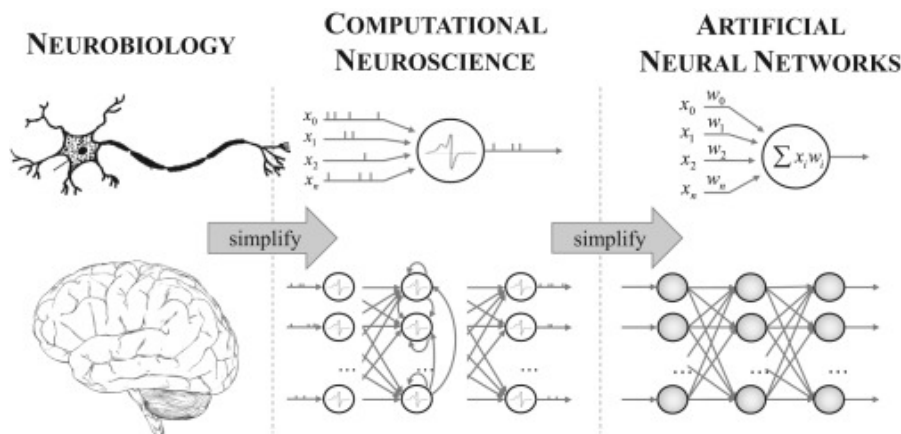 NEUROBIOLOGY
COMPUTATIONAL
NEUROSCIENCE
ARTIFICIAL
NEURAL NETWORKS
x₀
x₁
x₂
xₙ
x₀ w₀
x₁ w₁
x₂ w₂
xₙ wₙ
∑ xᵢwᵢ
simplify
simplify
...
...
...
...
...